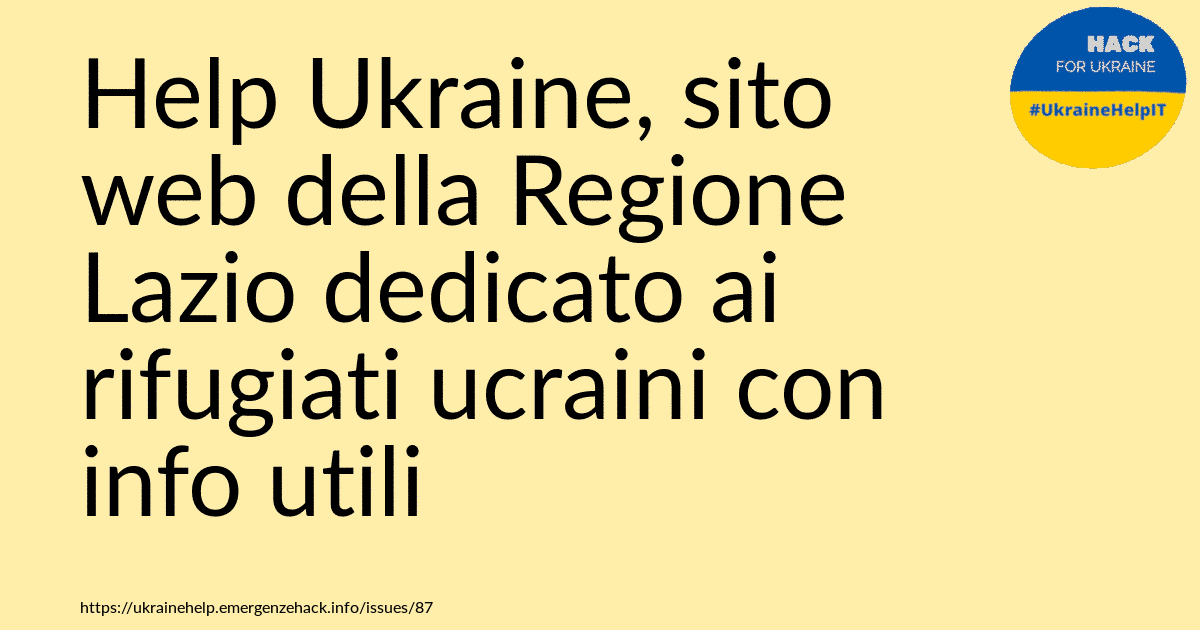 HACK
FOR UKRAINE
#UkraineHelpIT
Help Ukraine, sito
web della Regione
Lazio dedicato ai
rifugiati ucraini con
info utili
https://ukrainehelp.emergenzehack.info/issues/87